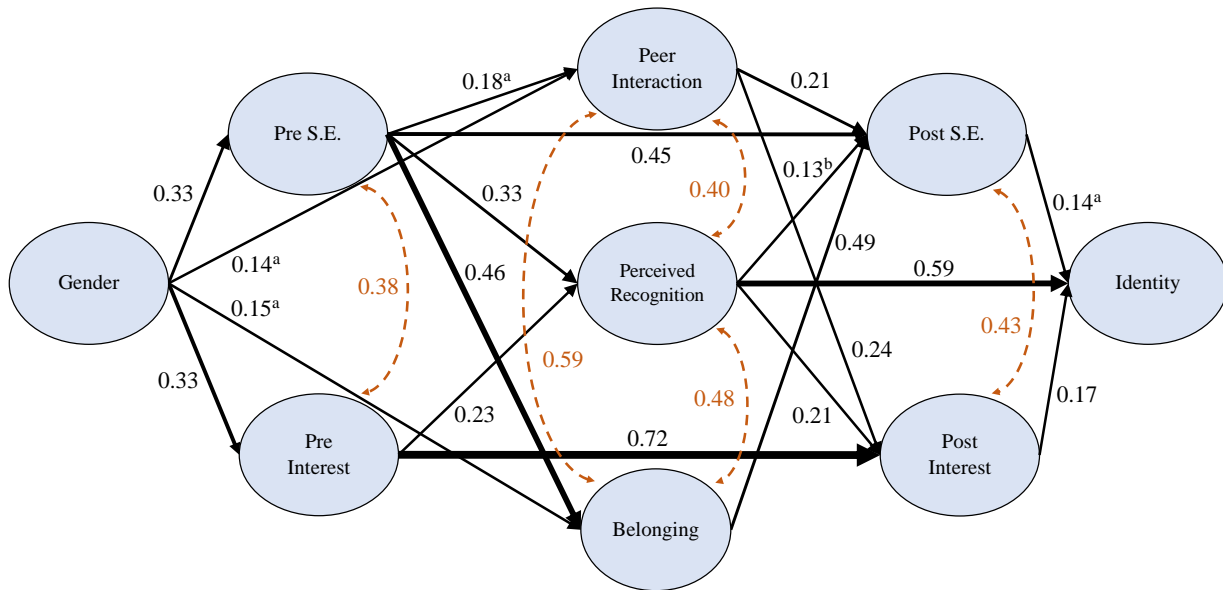 Peer
Interaction
0.18ᵃ
0.21
Pre S.E.
Post S.E.
0.45
0.13ᵇ
0.40
0.33
0.33
0.14ᵃ
0.49
0.14ᵃ
0.46
0.59
Gender
0.38
Perceived
Recognition
Identity
0.15ᵃ
0.43
0.59
0.24
0.33
0.48
0.17
0.23
0.21
0.72
Pre
Interest
Post
Interest
Belonging